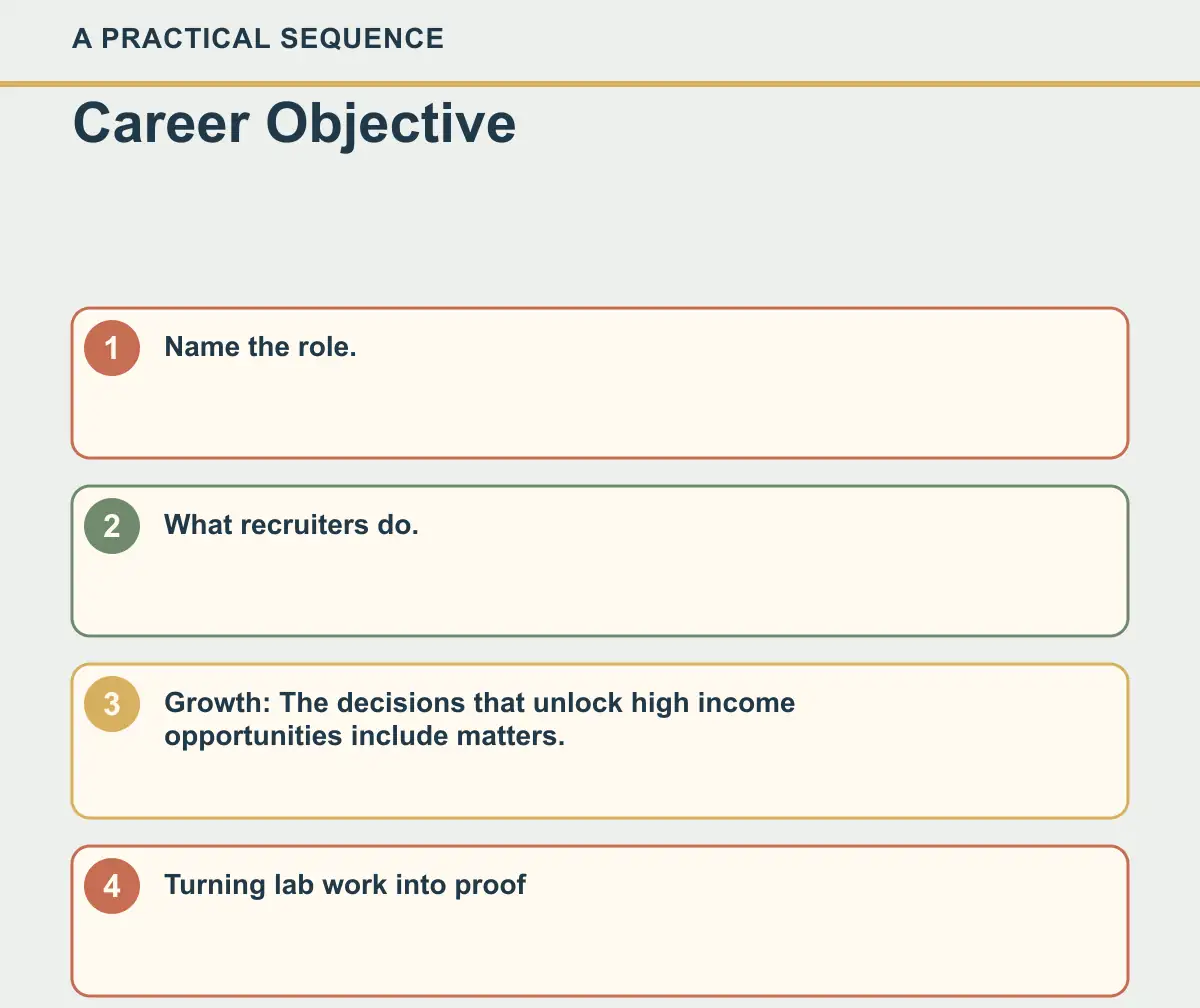 A PRACTICAL SEQUENCE
Career Objective
1
Name the role.
2
What recruiters do.
3
Growth: The decisions that unlock high income
opportunities include matters.
4
Turning lab work into proof